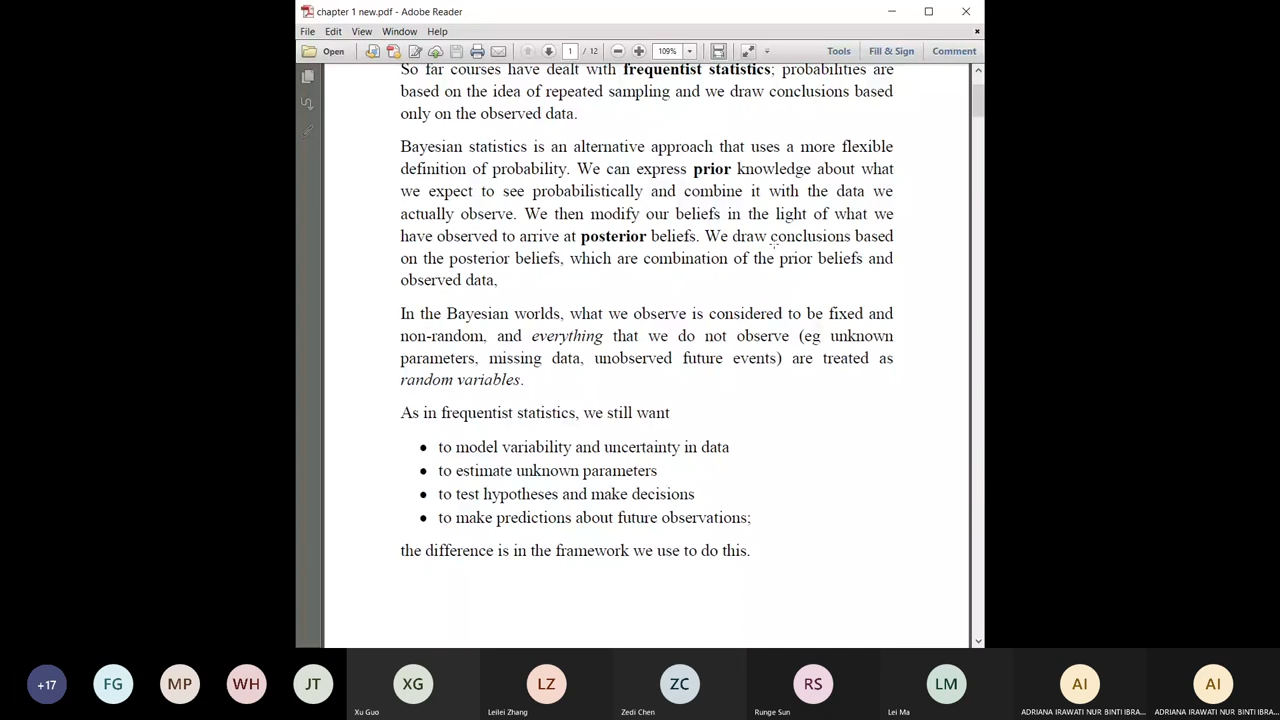 chapter 1 new.pdf - Adobe Reader
File Edit View Window Help
Open 1 / 12 109% Tools Fill & Sign Comment
So far courses have dealt with frequentist statistics; probabilities are
based on the idea of repeated sampling and we draw conclusions based
only on the observed data.
Bayesian statistics is an alternative approach that uses a more flexible
definition of probability. We can express prior knowledge about what
we expect to see probabilistically and combine it with the data we
actually observe. We then modify our beliefs in the light of what we
have observed to arrive at posterior beliefs. We draw conclusions based
on the posterior beliefs, which are combination of the prior beliefs and
observed data,
In the Bayesian worlds, what we observe is considered to be fixed and
non-random, and everything that we do not observe (eg unknown
parameters, missing data, unobserved future events) are treated as
random variables.
As in frequentist statistics, we still want
• to model variability and uncertainty in data
• to estimate unknown parameters
• to test hypotheses and make decisions
• to make predictions about future observations;
the difference is in the framework we use to do this.
+17 FG MP WH JT XG LZ ZC RS LM AI AI
Xu Guo Leilei Zhang Zedi Chen Runge Sun Lei Ma ADRIANA IRAWATI NUR BINTI IBRA... ADRIANA IRAWATI NUR BINTI IBRA...